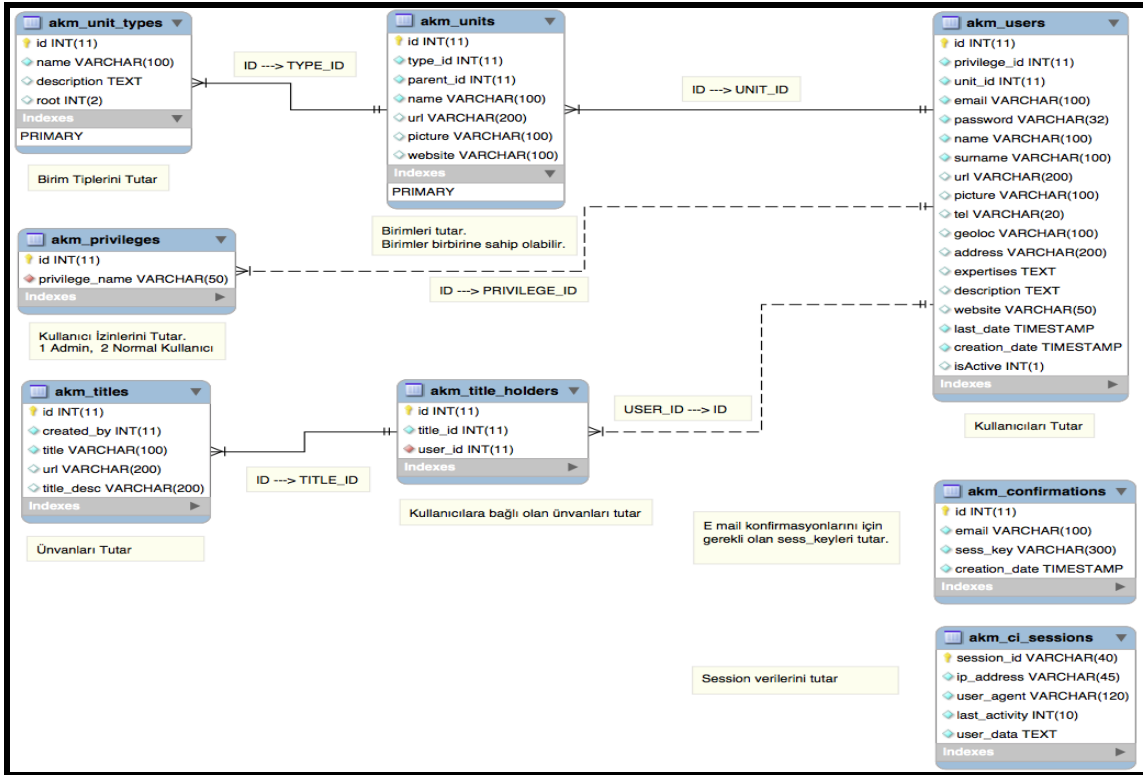 akm_unit_types
id INT(11)
name VARCHAR(100)
description TEXT
root INT(2)
Indexes
PRIMARY
Birim Tiplerini Tutar
ID ---> TYPE_ID
akm_units
id INT(11)
type_id INT(11)
parent_id INT(11)
name VARCHAR(100)
url VARCHAR(200)
picture VARCHAR(100)
website VARCHAR(100)
Indexes
PRIMARY
Birimleri tutar.
Birimler birbirine sahip olabilir.
ID ---> UNIT_ID
akm_users
id INT(11)
privilege_id INT(11)
unit_id INT(11)
email VARCHAR(100)
password VARCHAR(32)
name VARCHAR(100)
surname VARCHAR(100)
url VARCHAR(200)
picture VARCHAR(100)
tel VARCHAR(20)
geoloc VARCHAR(100)
address VARCHAR(200)
expertises TEXT
description TEXT
website VARCHAR(50)
last_date TIMESTAMP
creation_date TIMESTAMP
isActive INT(1)
Indexes
Kullanıcıları Tutar
akm_privileges
id INT(11)
privilege_name VARCHAR(50)
Indexes
ID ---> PRIVILEGE_ID
Kullanıcı İzinlerini Tutar.
1 Admin, 2 Normal Kullanıcı
akm_titles
id INT(11)
created_by INT(11)
title VARCHAR(100)
url VARCHAR(200)
title_desc VARCHAR(200)
Indexes
Ünvanları Tutar
ID ---> TITLE_ID
akm_title_holders
id INT(11)
title_id INT(11)
user_id INT(11)
Indexes
Kullanıcılara bağlı olan ünvanları tutar
USER_ID ---> ID
E mail konfirmasyonlarını için
gerekli olan sess_keyleri tutar.
akm_confirmations
id INT(11)
email VARCHAR(100)
sess_key VARCHAR(300)
creation_date TIMESTAMP
Indexes
Session verilerini tutar
akm_ci_sessions
session_id VARCHAR(40)
ip_address VARCHAR(45)
user_agent VARCHAR(120)
last_activity INT(10)
user_data TEXT
Indexes